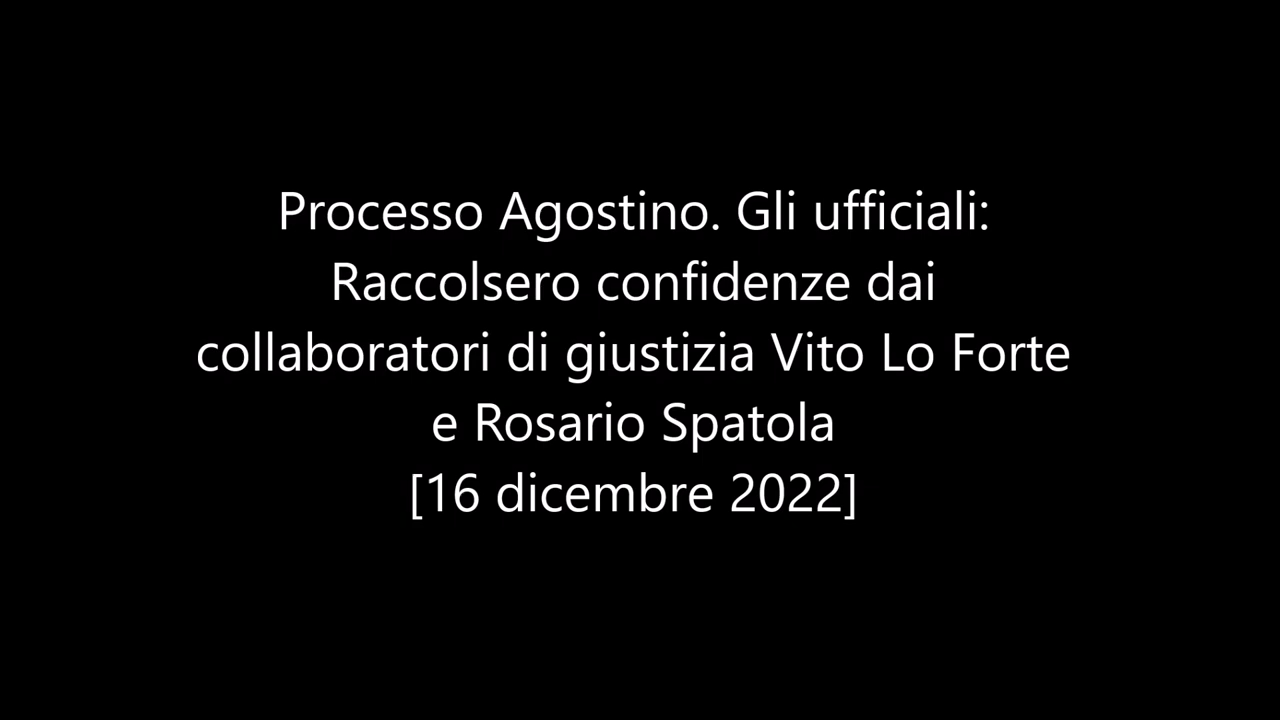 Processo Agostino. Gli ufficiali:
Raccolsero confidenze dai
collaboratori di giustizia Vito Lo Forte
e Rosario Spatola
[16 dicembre 2022]